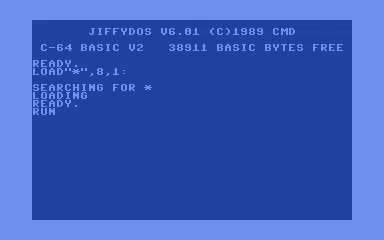 JIFFYDOS V6.01 (C)1989 CMD
C-64 BASIC V2   38911 BASIC BYTES FREE
READY.
LOAD"*",8,1:
SEARCHING FOR *
LOADING
READY.
RUN